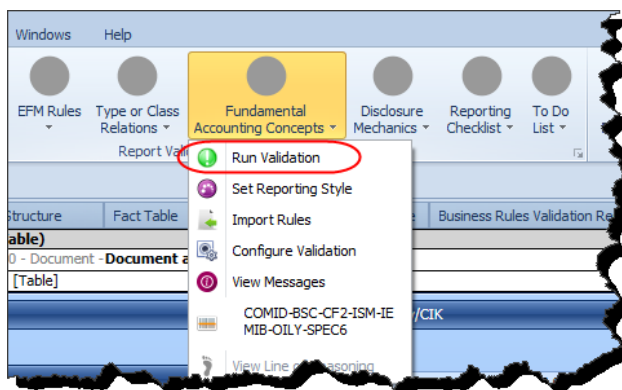 Windows Help
EFM Rules
Type or Class Relations
Fundamental Accounting Concepts
Disclosure Mechanics
Reporting Checklist
To Do List
Report Vali
Run Validation
Set Reporting Style
Import Rules
Configure Validation
View Messages
COMID-BSC-CF2-ISM-IE
MIB-OILY-SPEC6
Structure Fact Table Business Rules Validation Re
able)
0 - Document - Document a
[Table]
/CIK